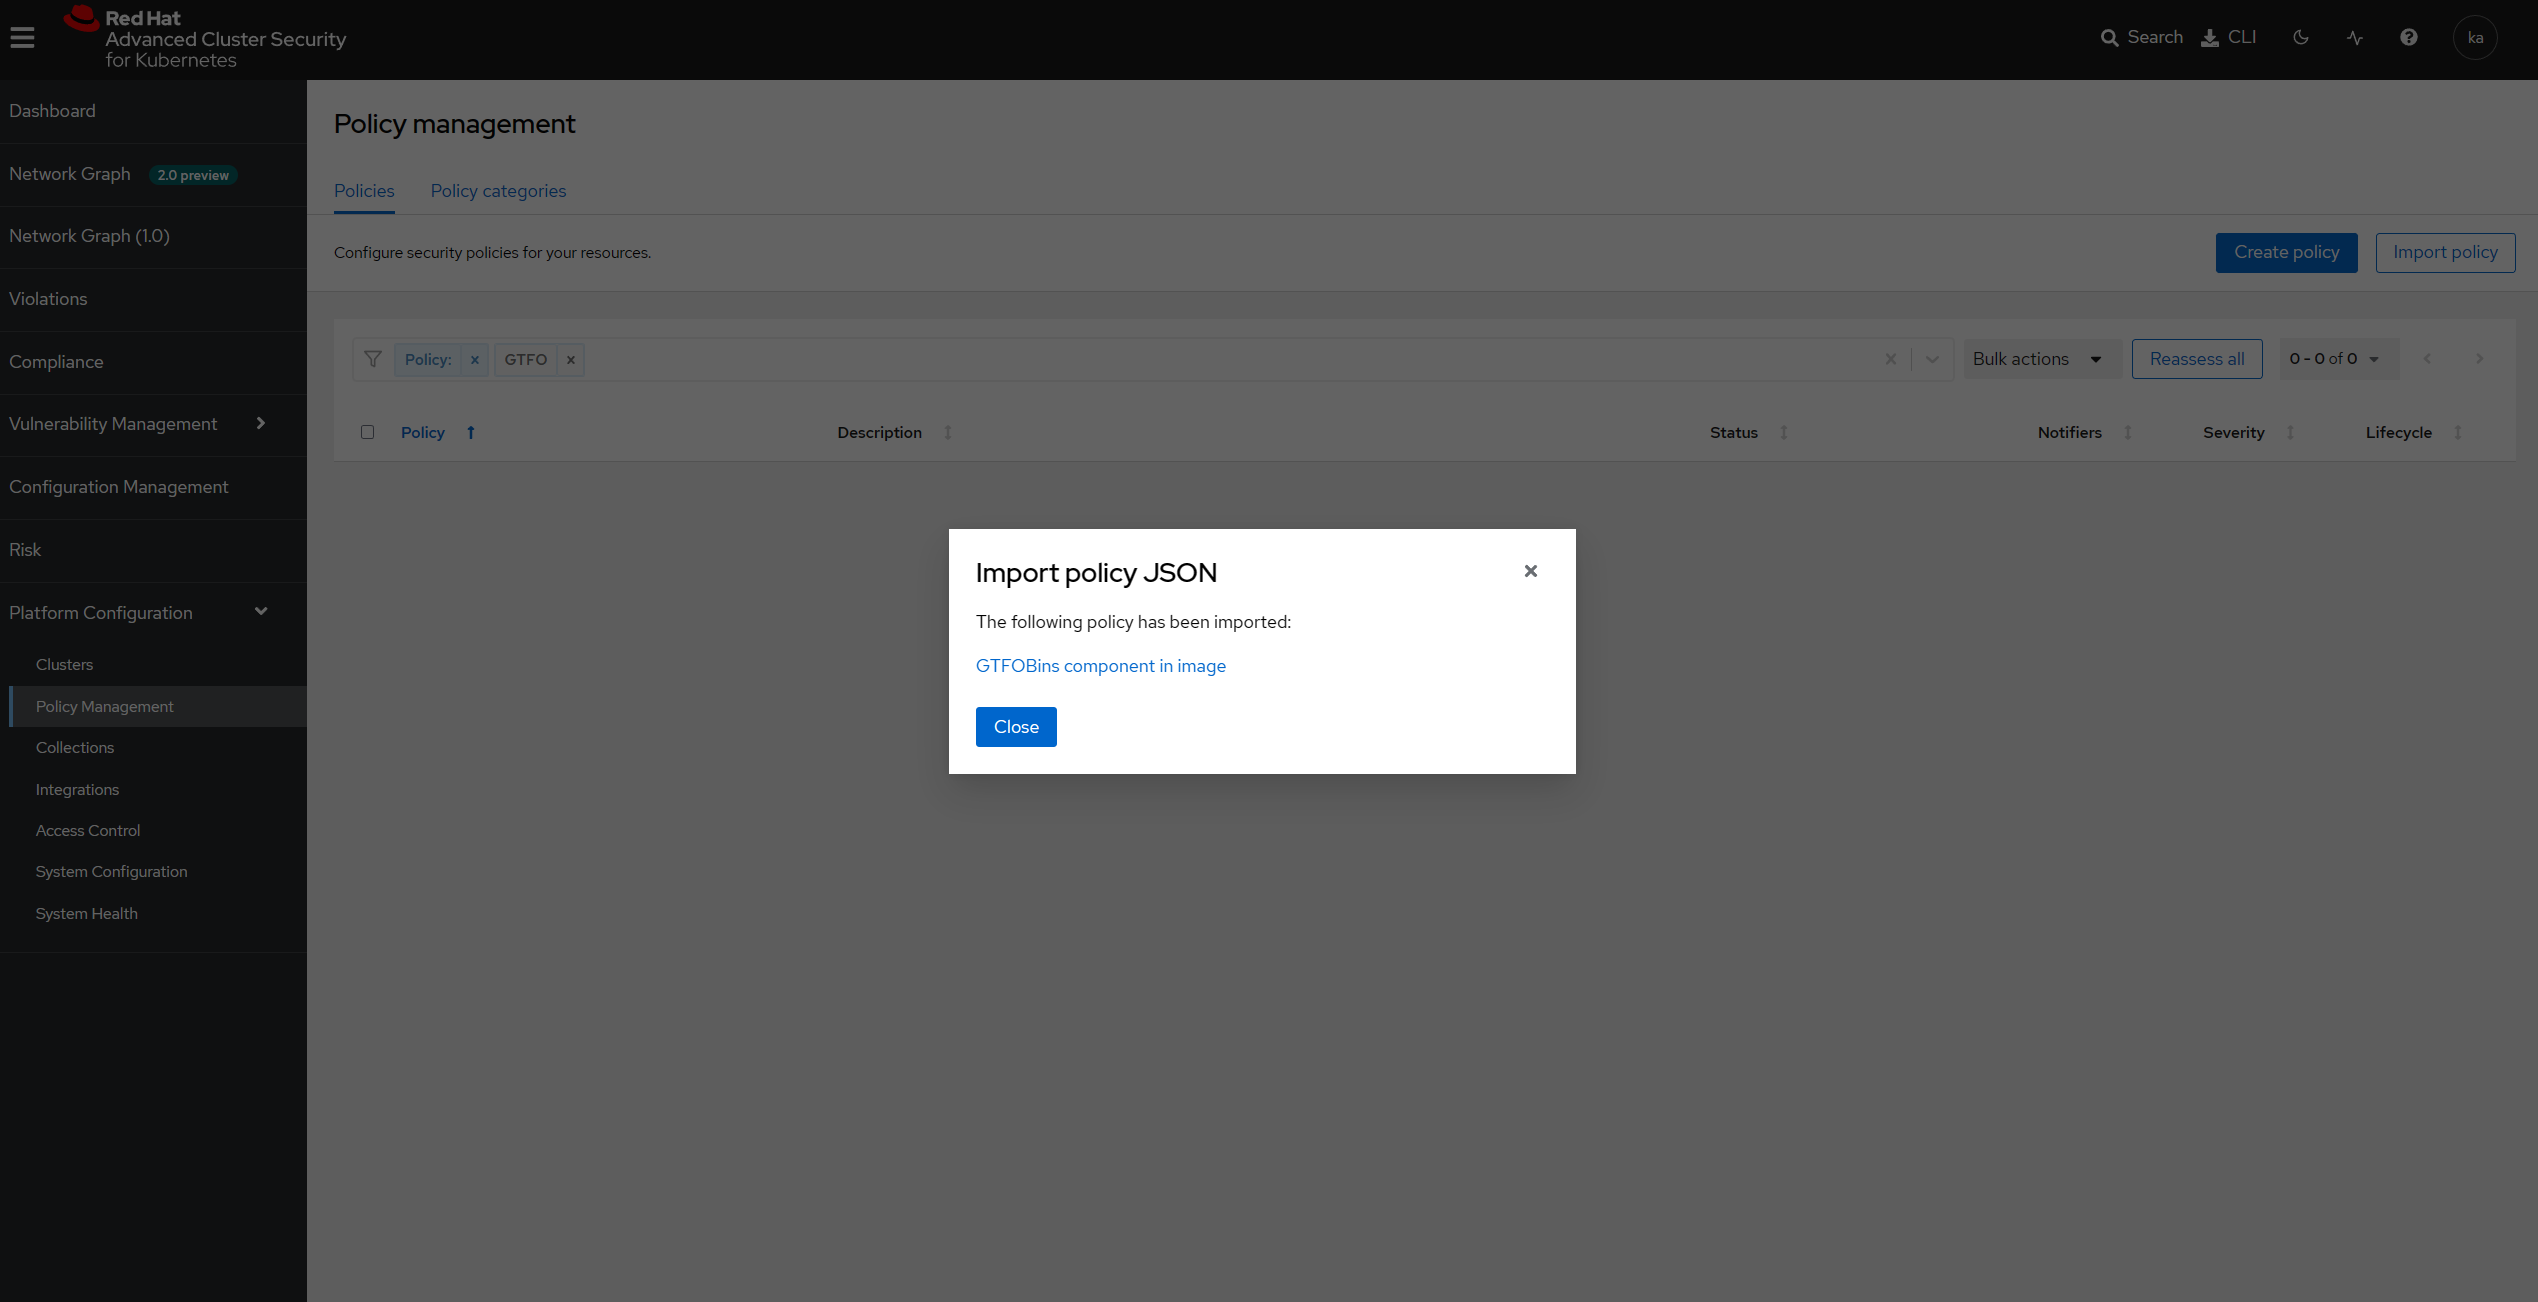 Red Hat
Advanced Cluster Security
for Kubernetes
Search
CLI
ka
Dashboard
Network Graph 2.0 preview
Network Graph (1.0)
Violations
Compliance
Vulnerability Management
Configuration Management
Risk
Platform Configuration
Clusters
Policy Management
Collections
Integrations
Access Control
System Configuration
System Health
Policy management
Policies Policy categories
Configure security policies for your resources.
Create policy Import policy
Policy: GTFO Bulk actions Reassess all 0 - 0 of 0
Policy Description Status Notifiers Severity Lifecycle
Import policy JSON
The following policy has been imported:
GTFOBins component in image
Close